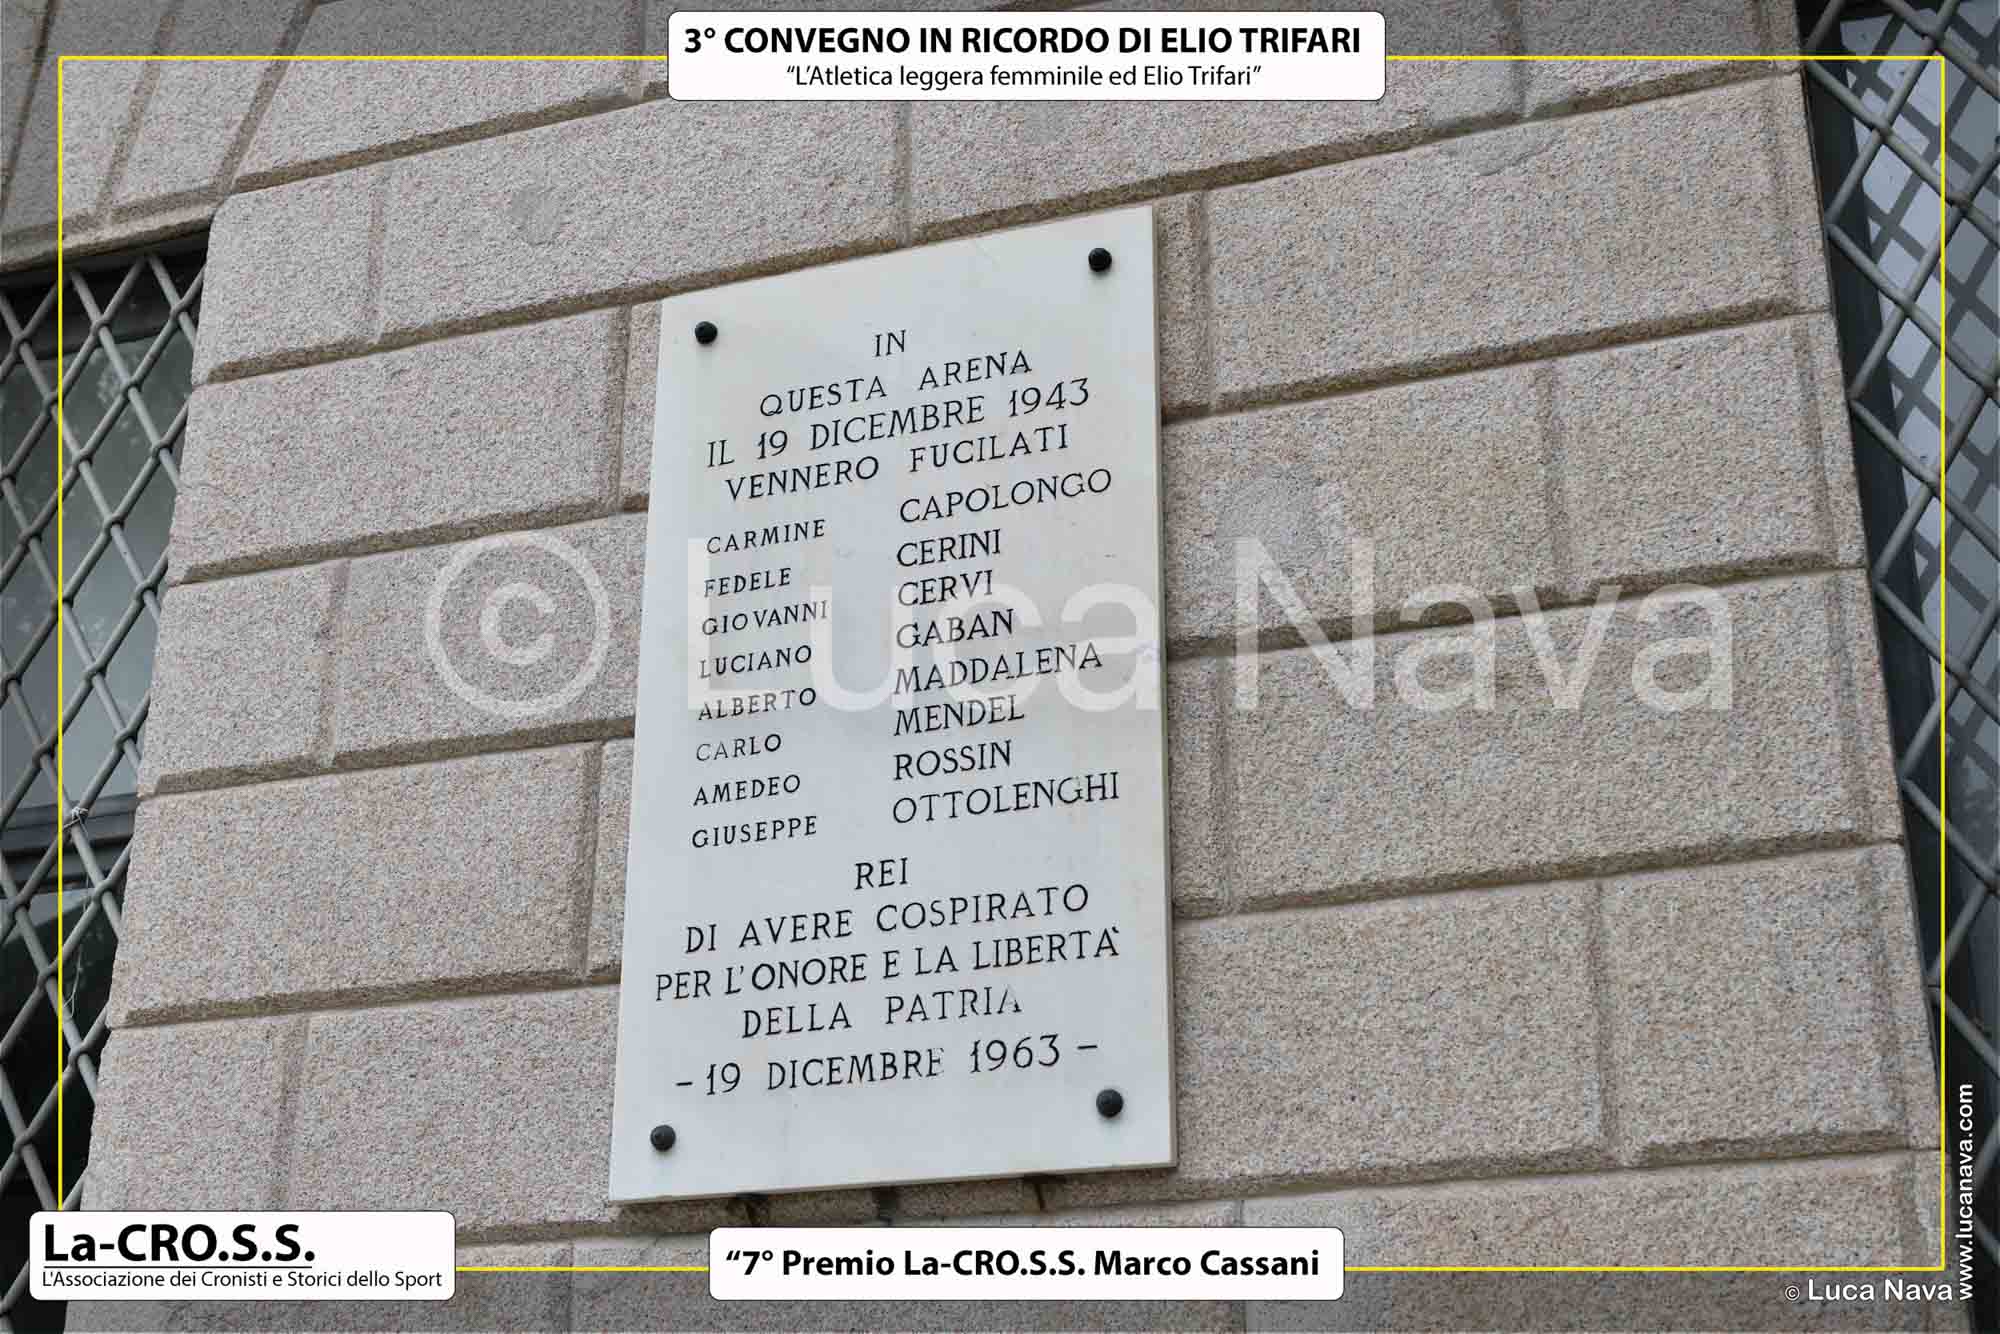 3° CONVEGNO IN RICORDO DI ELIO TRIFARI
“L’Atletica leggera femminile ed Elio Trifari”
IN
QUESTA ARENA
IL 19 DICEMBRE 1943
VENNERO FUCILATI
CARMINE CAPOLONGO
FEDELE CERINI
GIOVANNI CERVI
LUCIANO GABAN
ALBERTO MADDALENA
CARLO MENDEL
AMEDEO ROSSIN
GIUSEPPE OTTOLENGHI
REI
DI AVERE COSPIRATO
PER L'ONORE E LA LIBERTA'
DELLA PATRIA
- 19 DICEMBRE 1963 -
© Luca Nava
La-CRO.S.S.
L'Associazione dei Cronisti e Storici dello Sport
“7° Premio La-CRO.S.S. Marco Cassani
© Luca Nava
www.lucanava.com